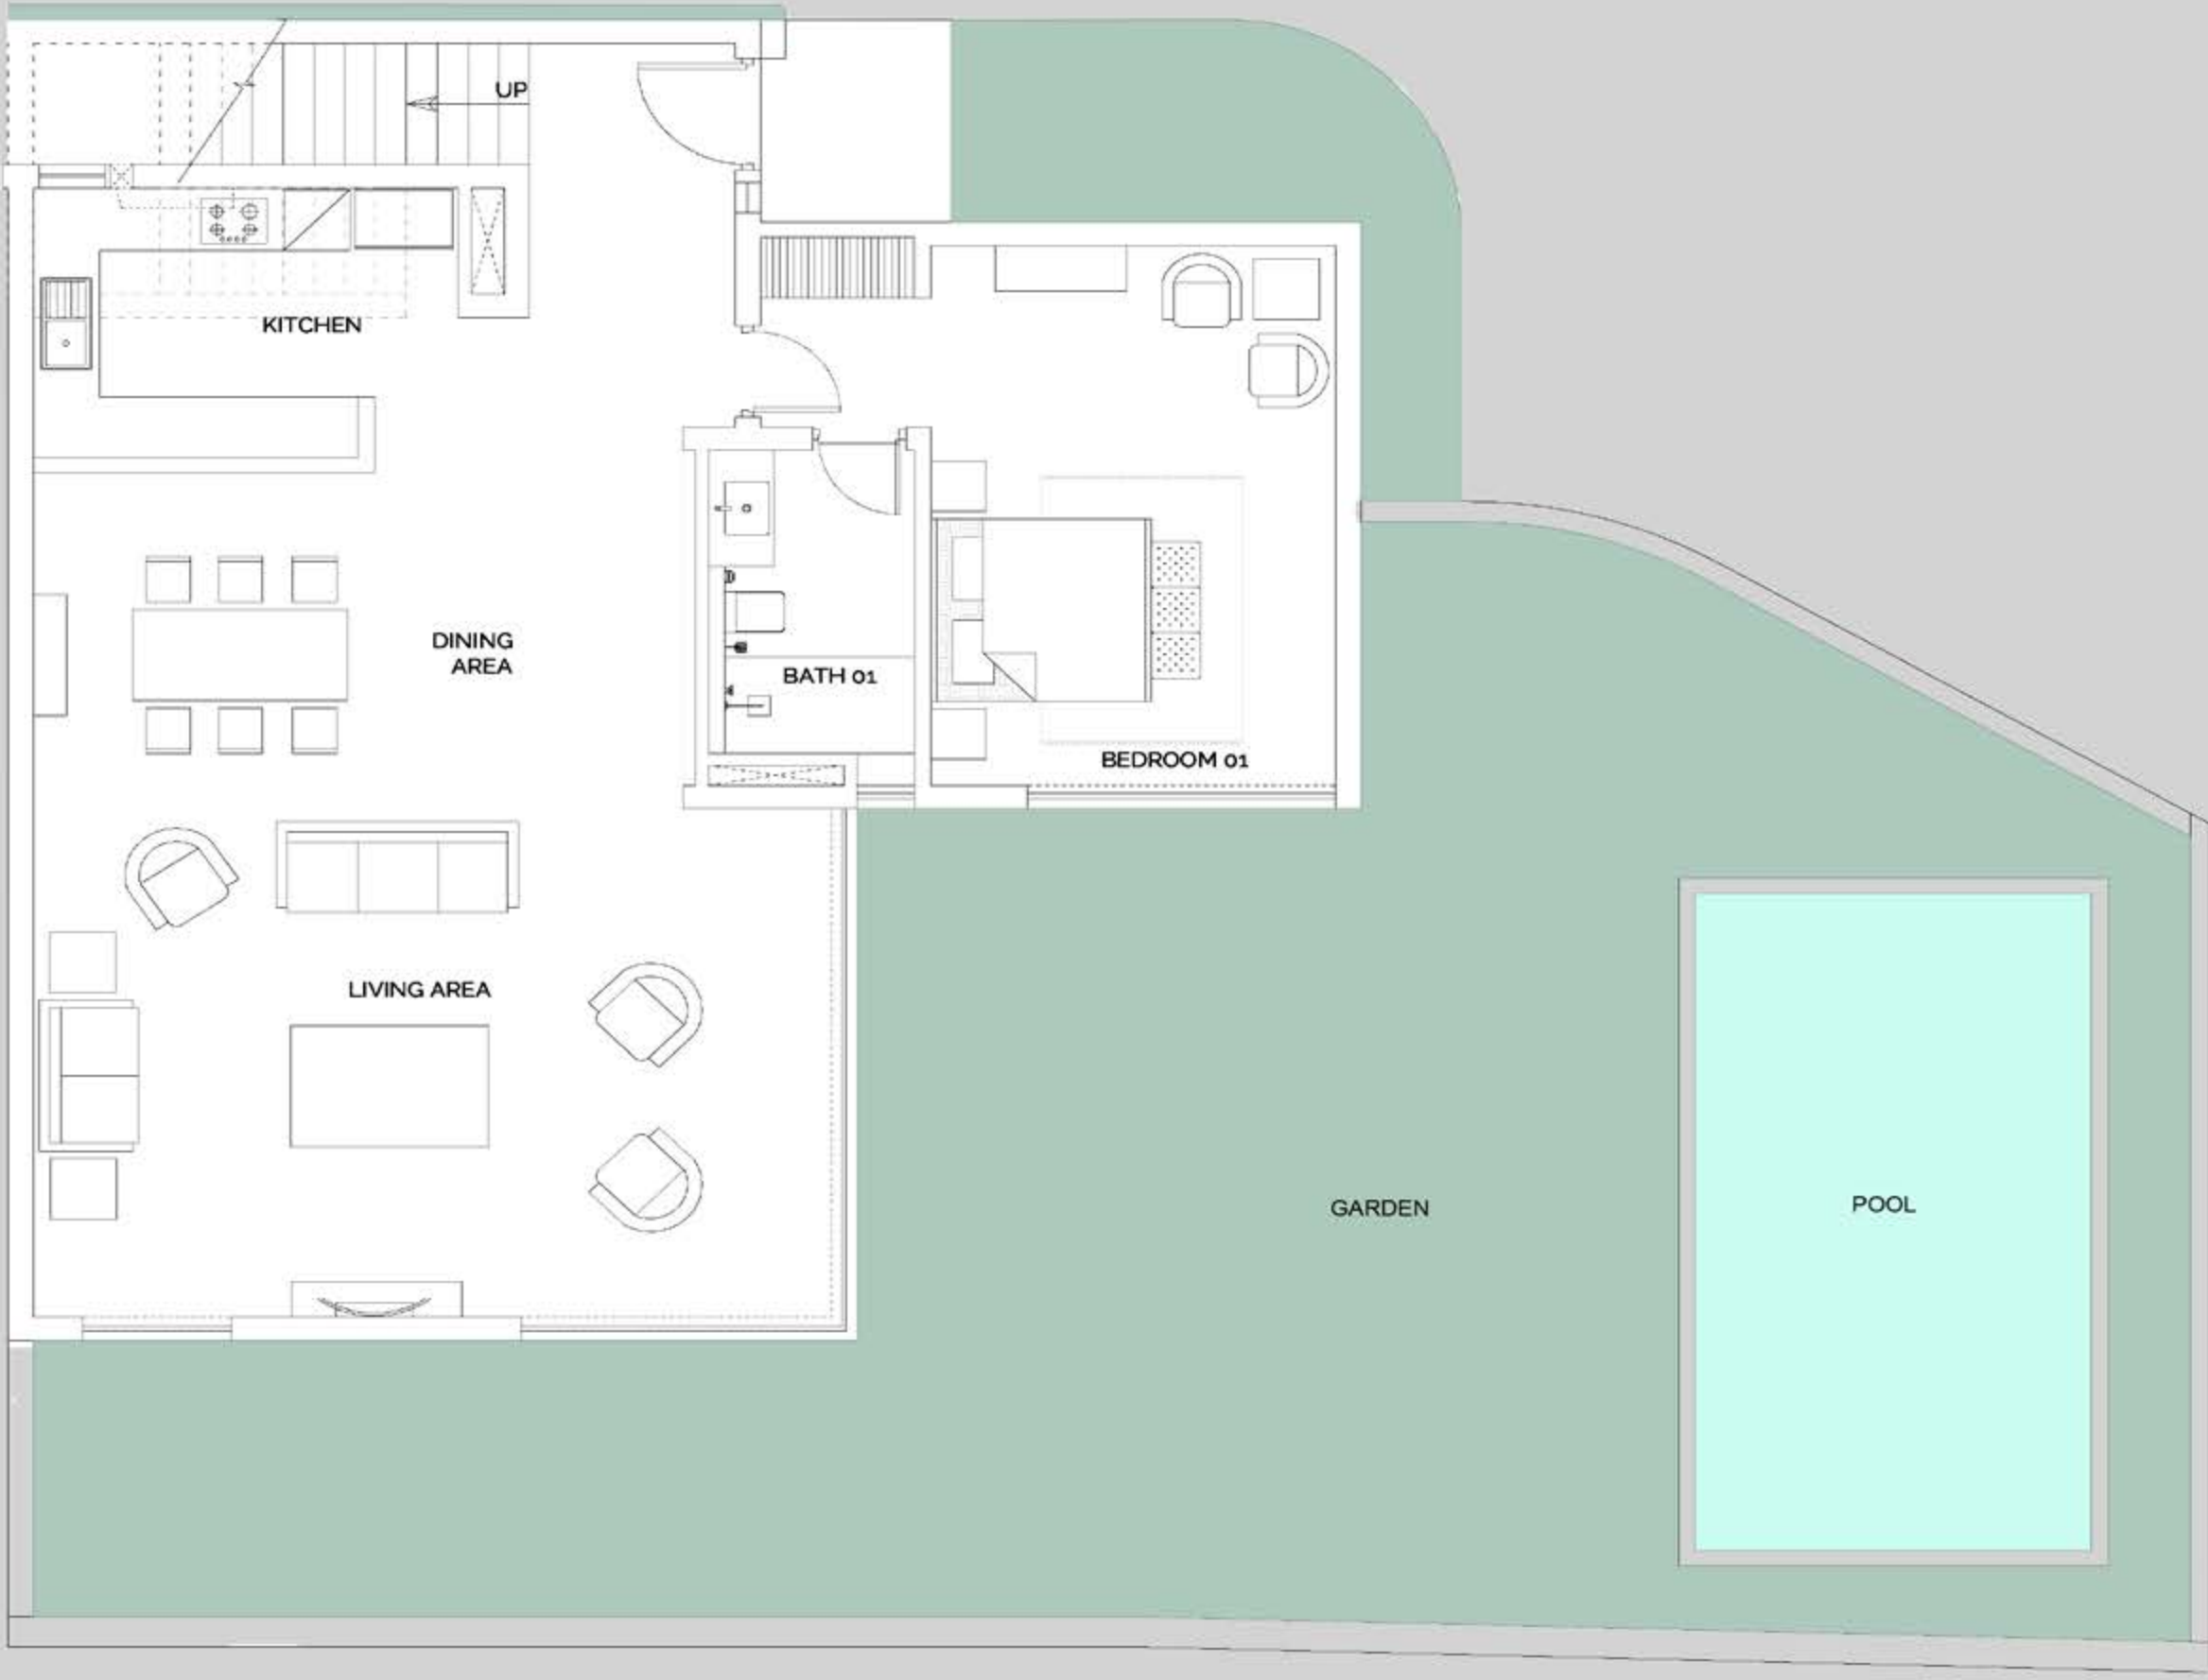 UP
KITCHEN
DINING
AREA
BATH 01
BEDROOM 01
LIVING AREA
GARDEN
POOL